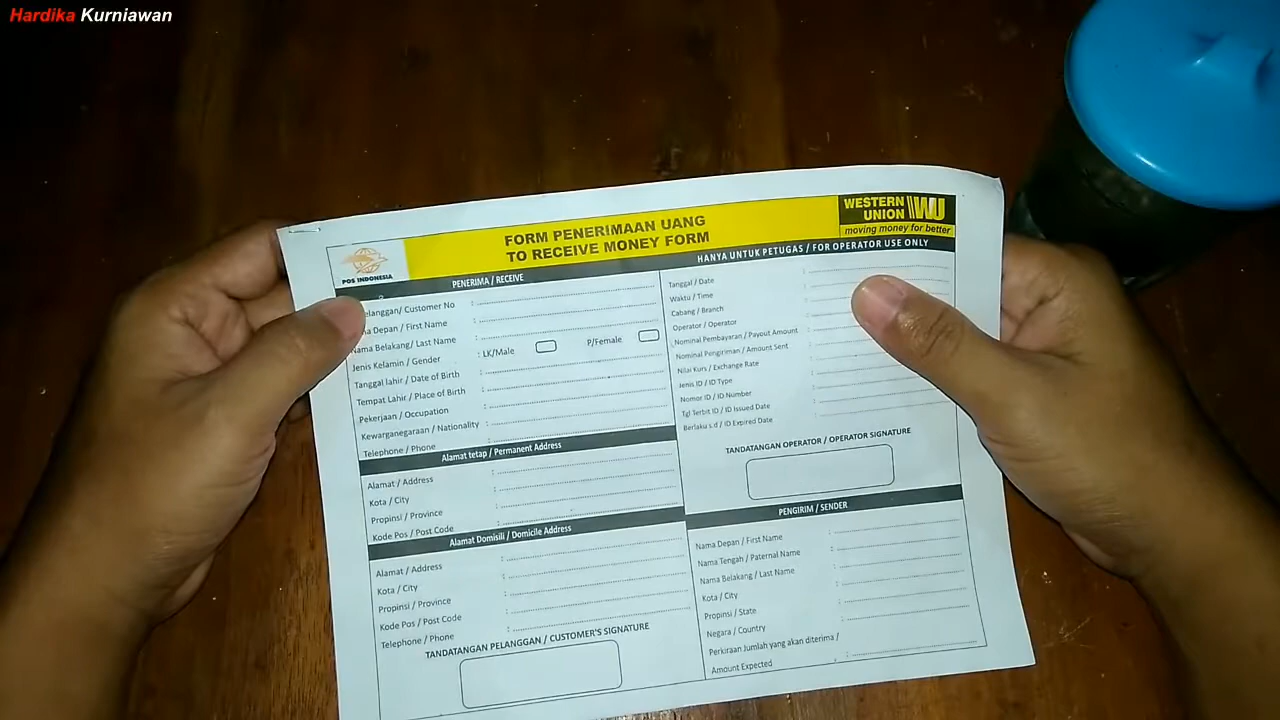 Hardika Kurniawan
POS INDONESIA
FORM PENERIMAAN UANG
TO RECEIVE MONEY FORM
WESTERN
UNION WU
moving money for better
PENERIMA / RECEIVE
elanggan/ Customer No :
ma Depan / First Name :
Nama Belakang/ Last Name :
Jenis Kelamin / Gender : LK/Male P/Female
Tanggal lahir / Date of Birth :
Tempat Lahir / Place of Birth :
Pekerjaan / Occupation :
Kewarganegaraan / Nationality :
Telephone / Phone :
Alamat tetap / Permanent Address
Alamat / Address :
Kota / City :
Propinsi / Province :
Kode Pos / Post Code :
Alamat Domisili / Domicile Address
Alamat / Address :
Kota / City :
Propinsi / Province :
Kode Pos / Post Code :
Telephone / Phone :
TANDATANGAN PELANGGAN / CUSTOMER'S SIGNATURE
HANYA UNTUK PETUGAS / FOR OPERATOR USE ONLY
Tanggal / Date :
Waktu / Time :
Cabang / Branch :
Operator / Operator :
Nominal Pembayaran / Payout Amount :
Nominal Pengiriman / Amount Sent :
Nilai Kurs / Exchange Rate :
Jenis ID / ID Type :
Nomor ID / ID Number :
Tgl Terbit ID / ID Issued Date :
Berlaku s.d / ID Expired Date :
TANDATANGAN OPERATOR / OPERATOR SIGNATURE
PENGIRIM / SENDER
Nama Depan / First Name :
Nama Tengah / Paternal Name :
Nama Belakang / Last Name :
Kota / City :
Propinsi / State :
Negara / Country :
Perkiraan Jumlah yang akan diterima /
Amount Expected :